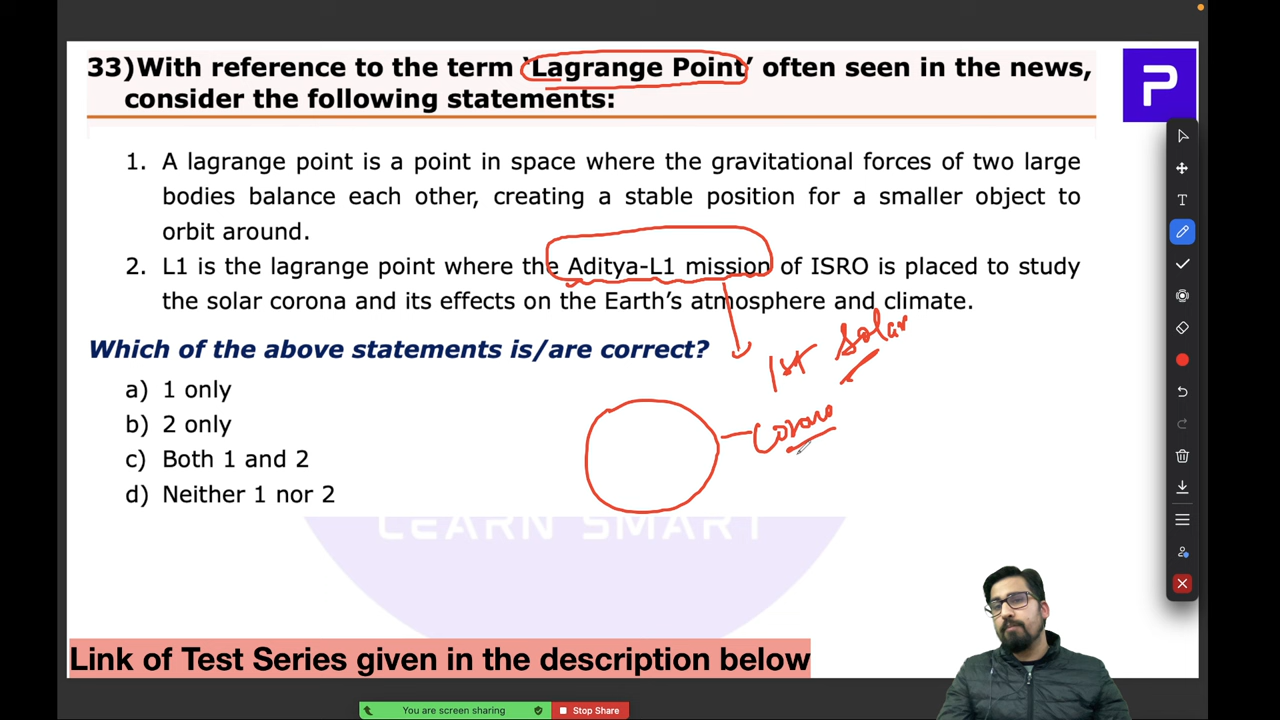 33)With reference to the term ‘Lagrange Point’ often seen in the news,
consider the following statements:
P
1. A lagrange point is a point in space where the gravitational forces of two large
bodies balance each other, creating a stable position for a smaller object to
orbit around.
2. L1 is the lagrange point where the Aditya-L1 mission of ISRO is placed to study
the solar corona and its effects on the Earth’s atmosphere and climate.
Which of the above statements is/are correct?
1st Solar
a) 1 only
b) 2 only
Corona
c) Both 1 and 2
d) Neither 1 nor 2
LEARN SMART
Link of Test Series given in the description below
You are screen sharing
Stop Share